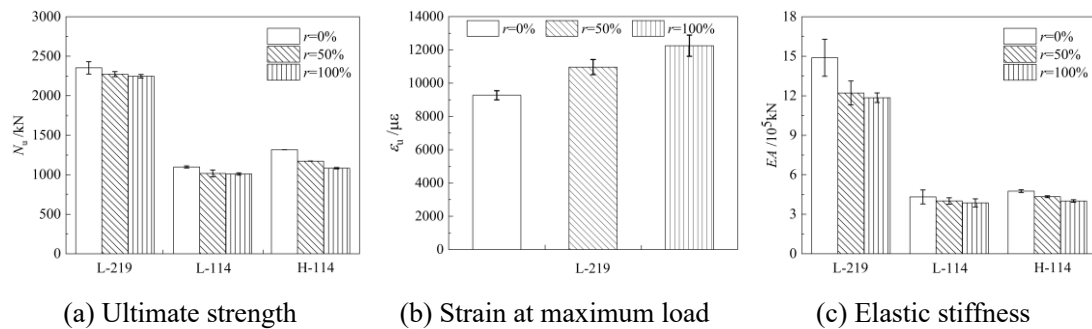 3000
2500
2000
1500
1000
500
0
Nu /kN
r=0%
r=50%
r=100%
L-219 L-114 H-114
(a) Ultimate strength
14000
12000
10000
8000
6000
4000
2000
0
εu /με
r=0% r=50% r=100%
L-219
(b) Strain at maximum load
18
15
12
9
6
3
0
EA /10⁵kN
r=0%
r=50%
r=100%
L-219 L-114 H-114
(c) Elastic stiffness